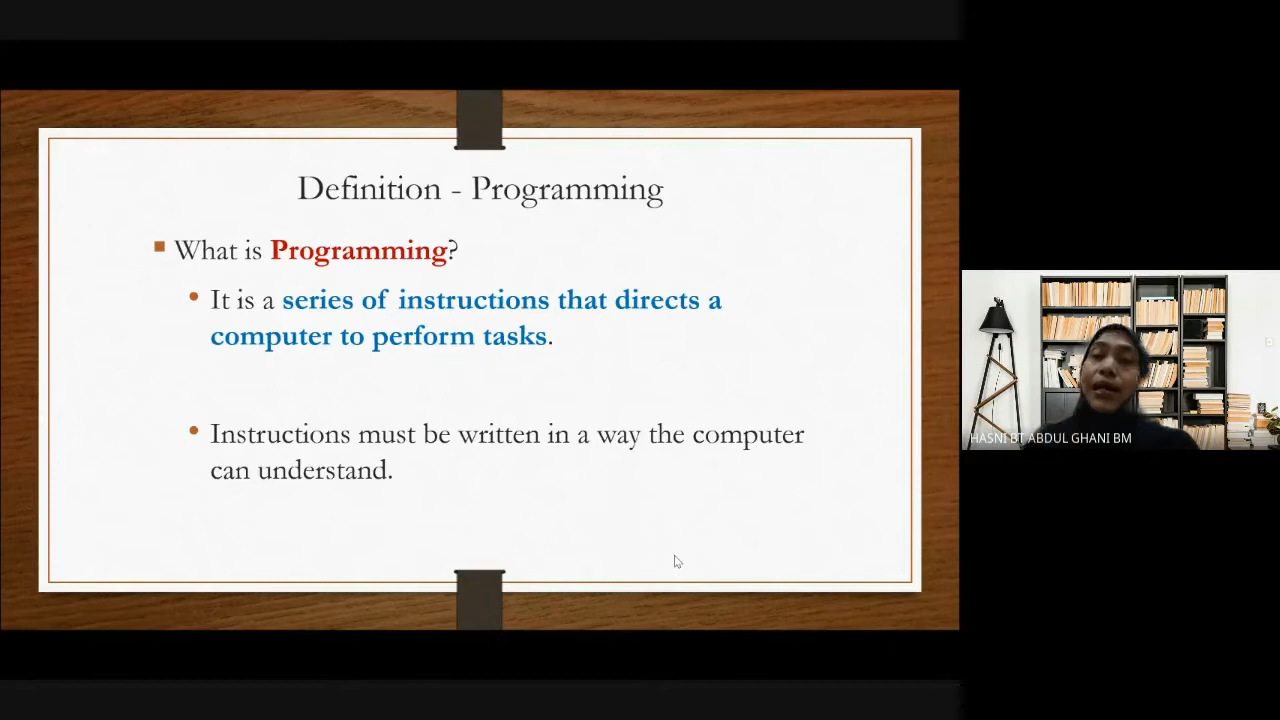 Definition - Programming
What is Programming?
It is a series of instructions that directs a
computer to perform tasks.
Instructions must be written in a way the computer
can understand.
HASNI BT ABDUL GHANI BM